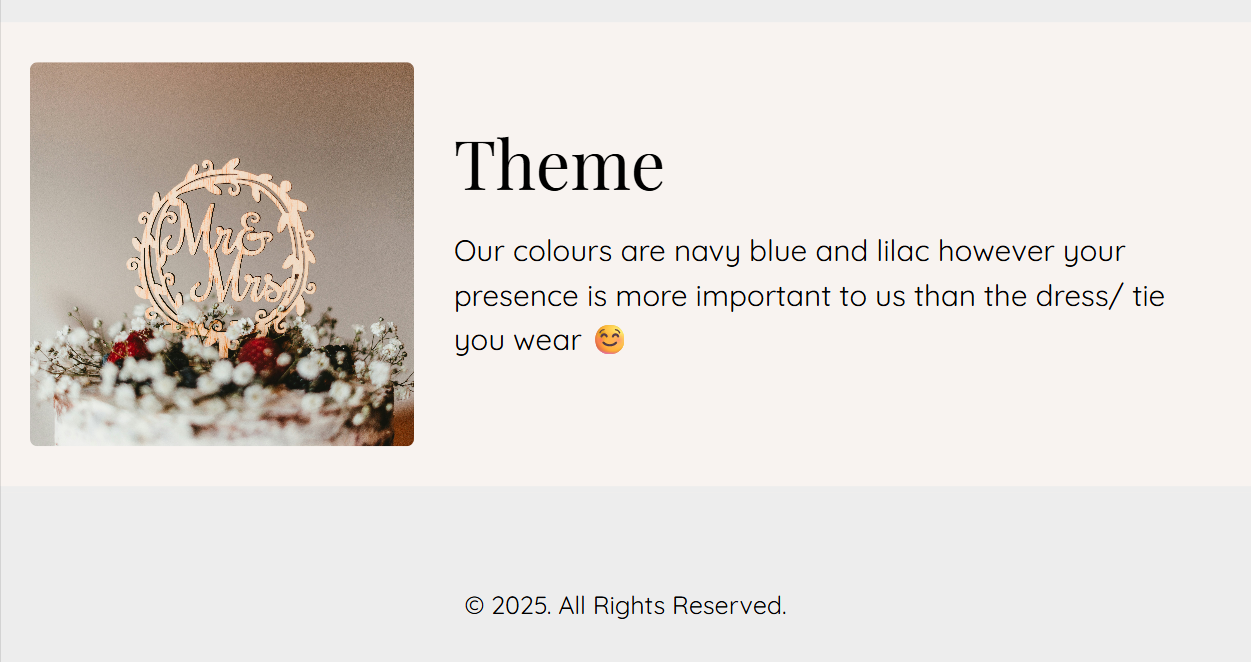 Mr &
Mrs
Theme
Our colours are navy blue and lilac however your
presence is more important to us than the dress/ tie
you wear 😊
© 2025. All Rights Reserved.